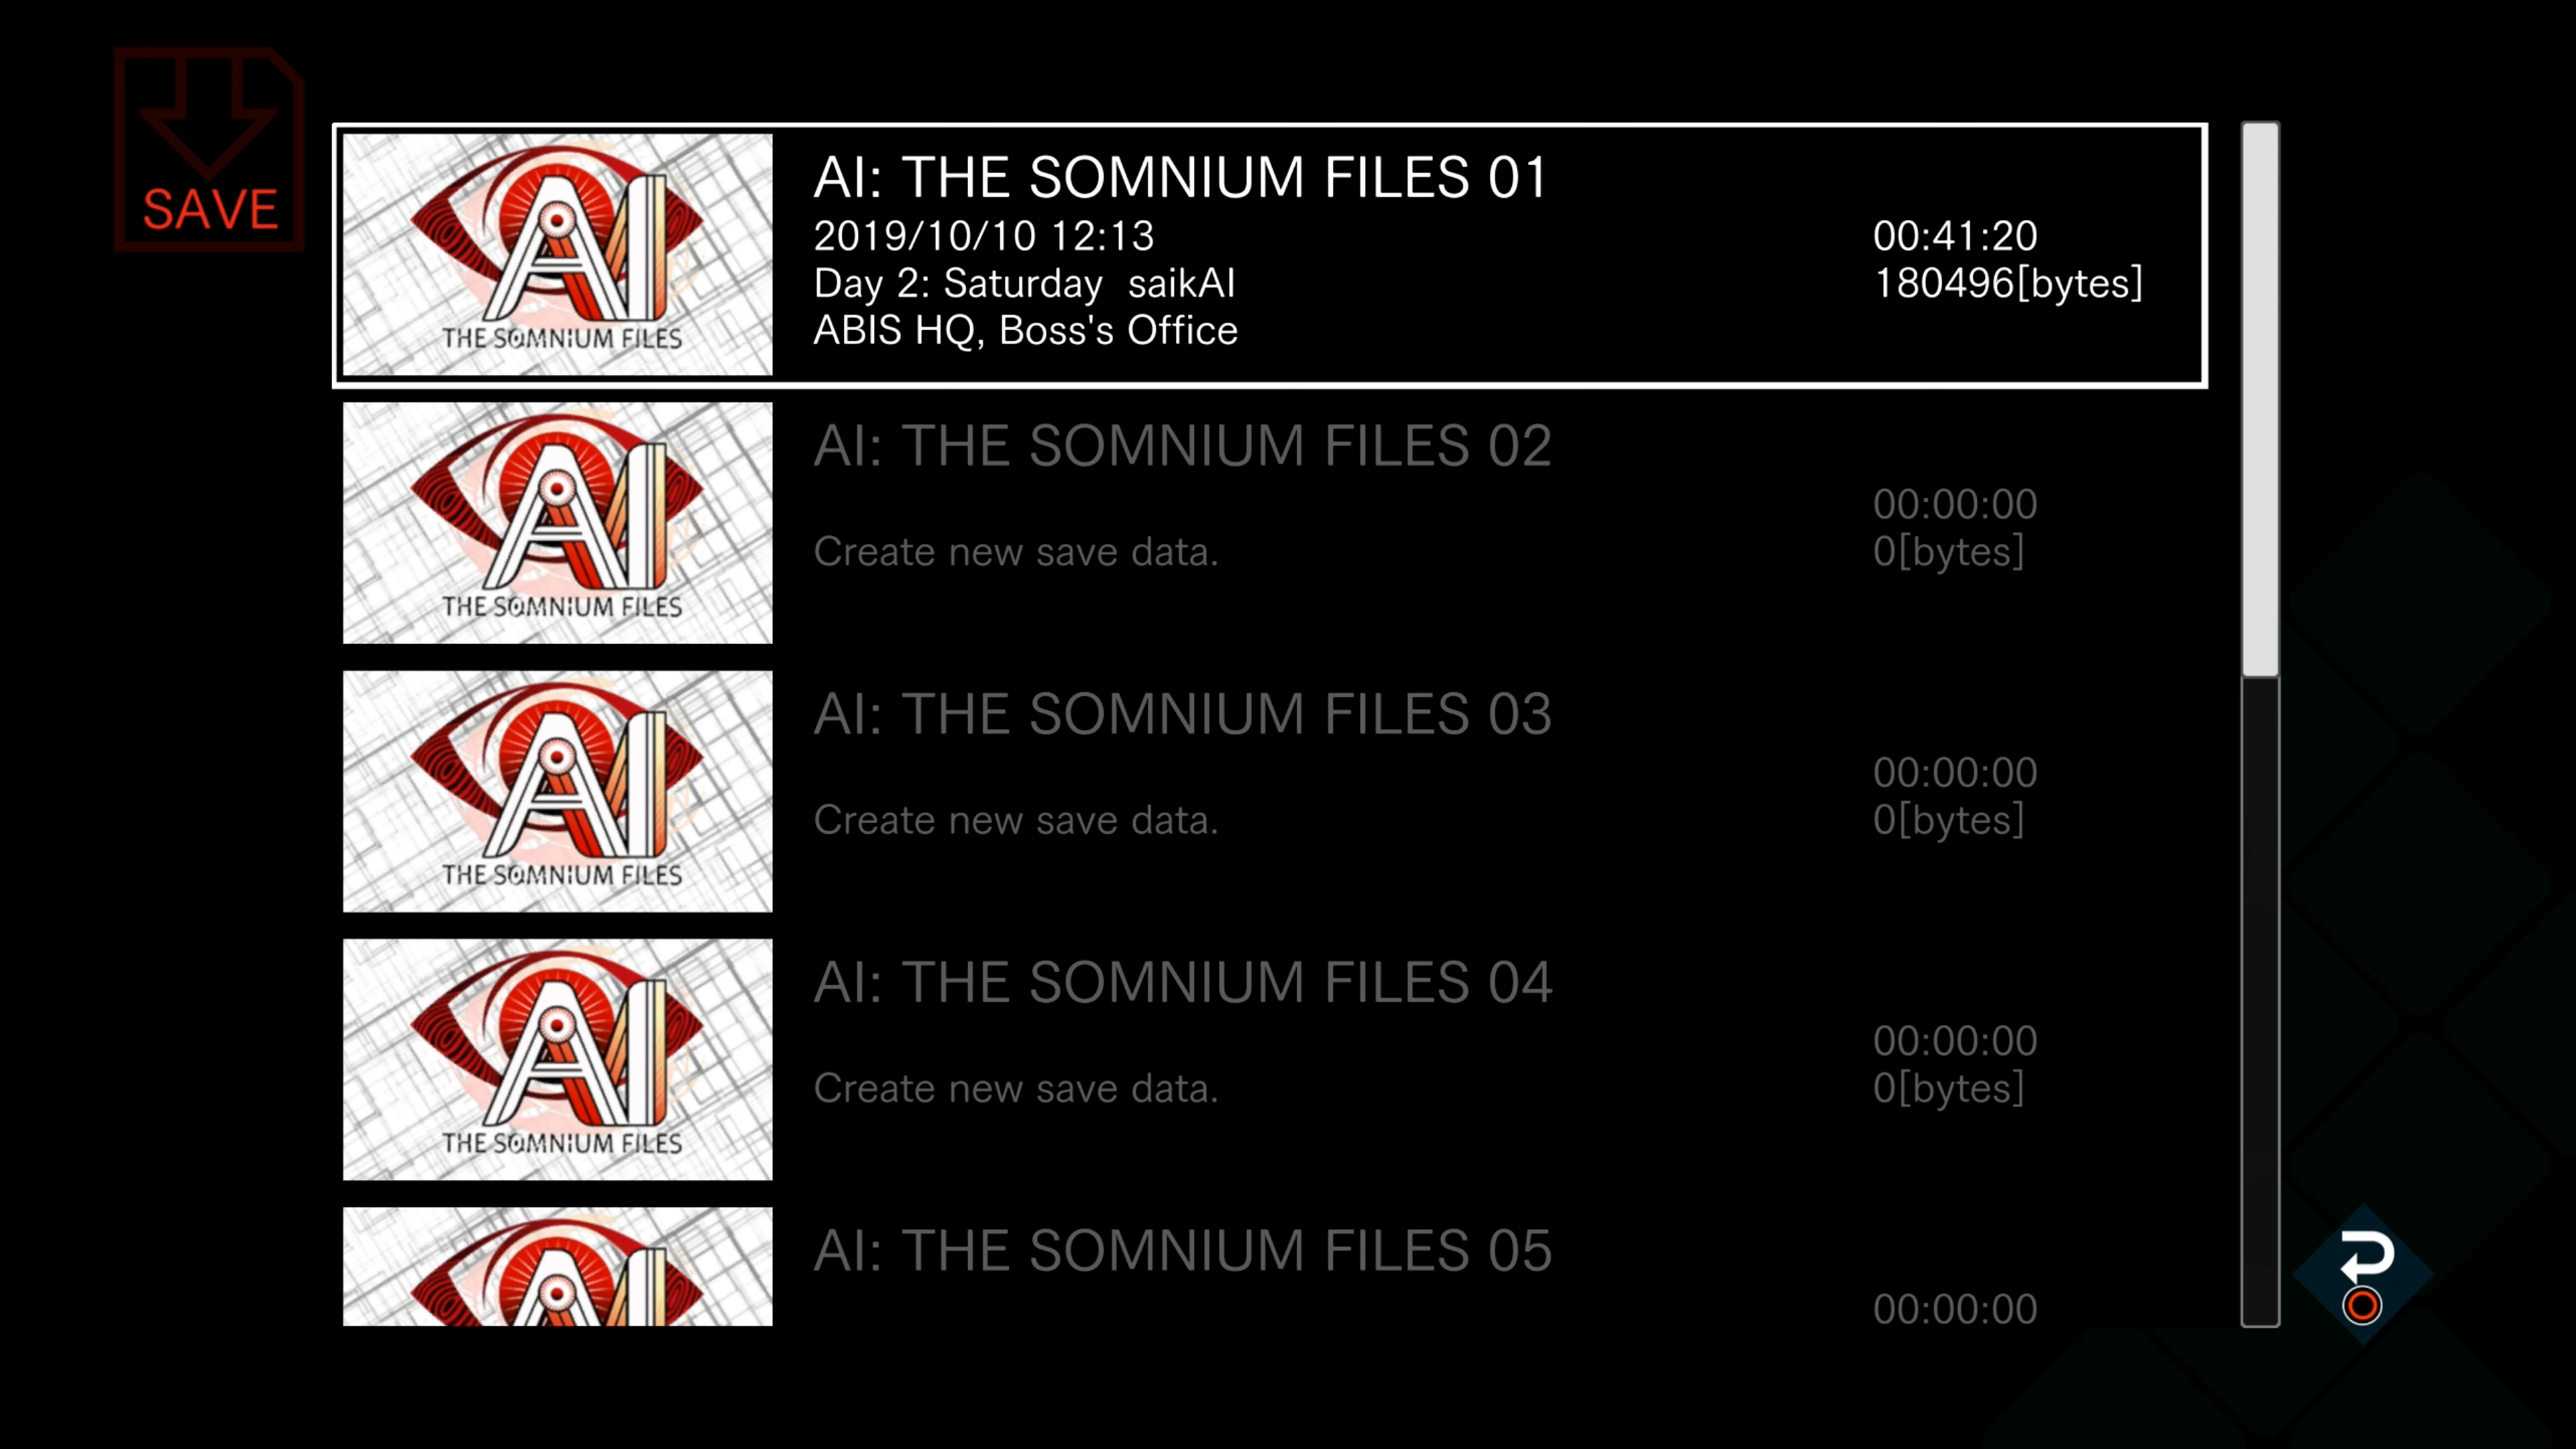 SAVE
AI
THE SOMNIUM FILES
AI: THE SOMNIUM FILES 01
2019/10/10 12:13
00:41:20
Day 2: Saturday  saikAI
180496[bytes]
ABIS HQ, Boss's Office
AI
THE SOMNIUM FILES
AI: THE SOMNIUM FILES 02
00:00:00
Create new save data.
0[bytes]
AI
THE SOMNIUM FILES
AI: THE SOMNIUM FILES 03
00:00:00
Create new save data.
0[bytes]
AI
THE SOMNIUM FILES
AI: THE SOMNIUM FILES 04
00:00:00
Create new save data.
0[bytes]
AI
AI: THE SOMNIUM FILES 05
00:00:00